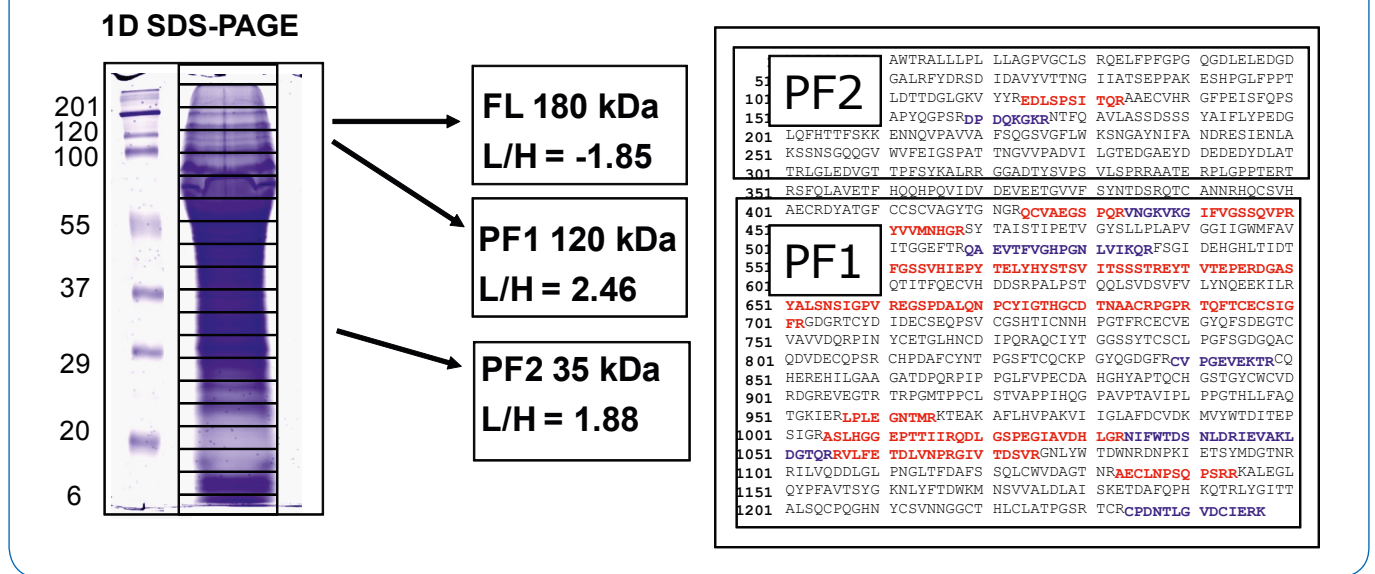 1D SDS-PAGE
201
120
100
55
37
29
20
6
FL 180 kDa
L/H = -1.85
PF1 120 kDa
L/H = 2.46
PF2 35 kDa
L/H = 1.88
PF2
AWTRALLLPL LLAGPVGCLS RQELFPFGPG QGDLELEDGD
51 GALRFYDRSD IDAVYVTTNG IIATSEPPAK ESHPGLFPPT
101 LDTTDGLGKV YYREDLSPSI TQRAAECVHR GFPEISFQPS
151 APYQGPSRDP DQKGKRNTFQ AVLASSDSSS YAIFLYPEDG
201 LQFHTTFSKK ENNQVPAVVA FSQGSVGFLW KSNGAYNIFA NDRESIENLA
251 KSSNSGQQGV WVFEIGSPAT TNGVVPADVI LGTEDGAEYD DEDEDYDLAT
301 TRLGLEDVGT TPFSYKALRR GGADTYSVPS VLSPRRAATE RPLGPPTERT
351 RSFQLAVETF HQQHPQVIDV DEVEETGVVF SYNTDSRQTC ANNRHQCSVH
401 AECRDYATGF CCSCVAGYTG NGRQCVAEGS PQRVNGKVKG IFVGSSQVPR
PF1
451 YVVMNHGRSY TAISTIPETV GYSLLPLAPV GGIIGWMFAV
501 ITGGEFTRQA EVTFVGHPGN LVIKQRFSGI DEHGHLTIDT
551 FGSSVHIEPY TELYHYSTSV ITSSSTREYT VTEPERDGAS
601 QTITFQECVH DDSRPALPST QQLSVDSVFV LYNQEEKILR
651 YALSNSIGPV REGSPDALQN PCYIGTHGCD TNAACRPGPR TQFTCECSIG
701 FRGDGRTCYD IDECSEQPSV CGSHTICNNH PGTFRCECVE GYQFSDEGTC
751 VAVVDQRPIN YCETGLHNCD IPQRAQCIYT GGSSYTCSCL PGFSGDGQAC
801 QDVDECQPSR CHPDAFCYNT PGSFTCQCKP GYQGDGFRCV PGEVEKTRCQ
851 HEREHILGAA GATDPQRPIP PGLFVPECDA HGHYAPTQCH GSTGYCWCVD
901 RDGREVEGTR TRPGMTPPCL STVAPPIHQG PAVPTAVIPL PPGTHLLFAQ
951 TGKIERLPLE GNTMRKTEAK AFLHVPAKVI IGLAFDCVDK MVYWTDITEP
1001 SIGRASLHGG EPTTIIRQDL GSPEGIAVDH LGRNIFWTDS NLDRIEVAKL
1051 DGTQRRVLFE TDLVNPRGIV TDSVRGNLYW TDWNRDNPKI ETSYMDGTNR
1101 RILVQDDLGL PNGLTFDAFS SQLCWVDAGT NRAECLNPSQ PSRRKALEGL
1151 QYPFAVTSYG KNLYFTDWKM NSVVALDLAI SKETDAFQPH KQTRLYGITT
1201 ALSQCPQGHN YCSVNNGGCT HLCLATPGSR TCRCPDNTLG VDCIERK